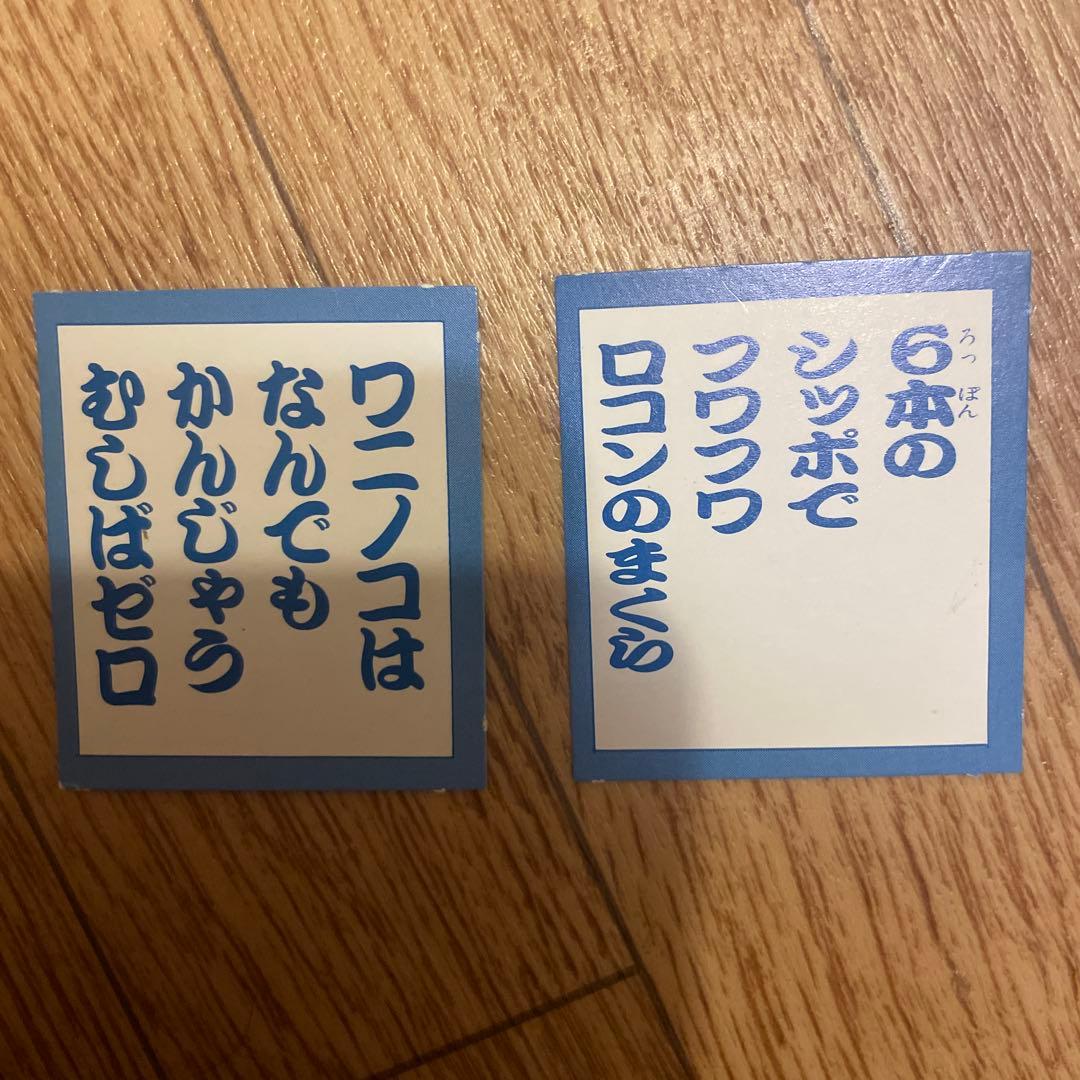 ワニノコは
なんでも
かんじゃう
むしばゼロ
6本の
ろっぽん
シッポで
フワフワ
ロコンのまくら